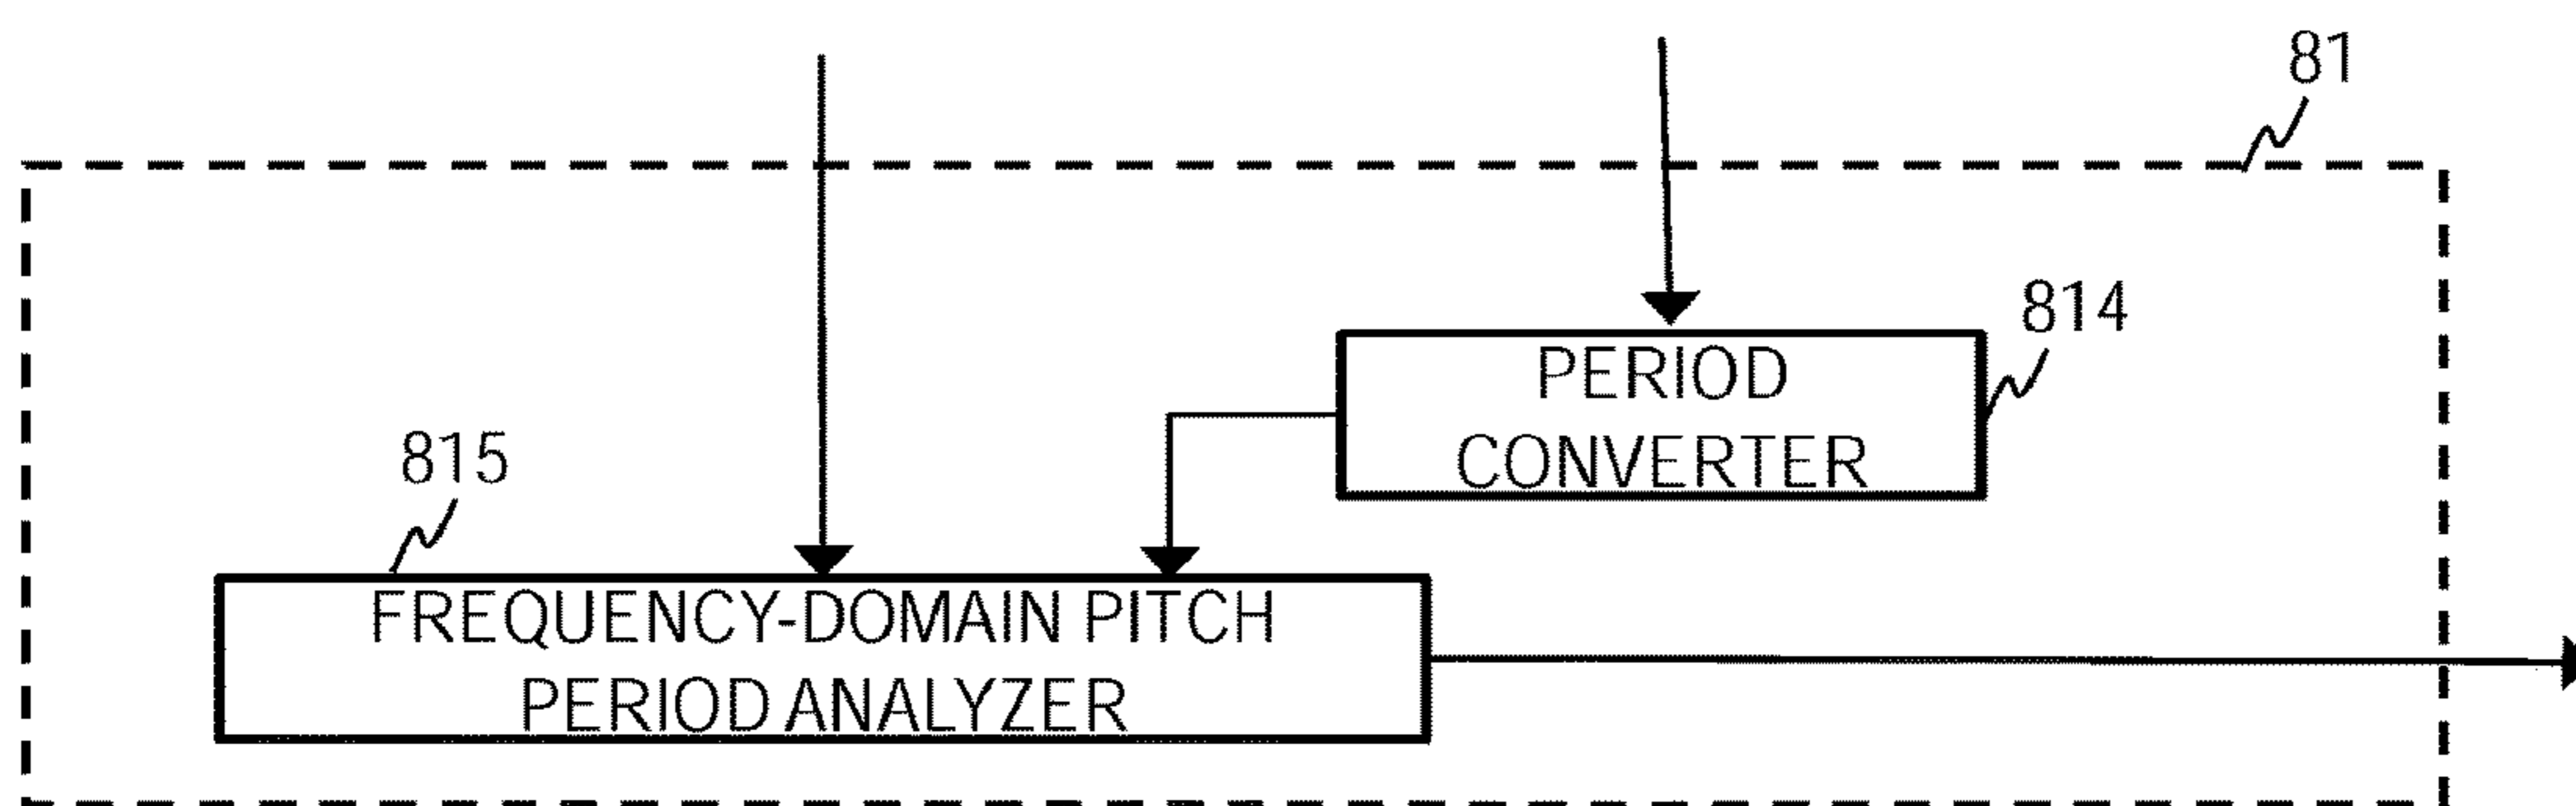 81
814
PERIOD
CONVERTER
815
FREQUENCY-DOMAIN PITCH
PERIOD ANALYZER